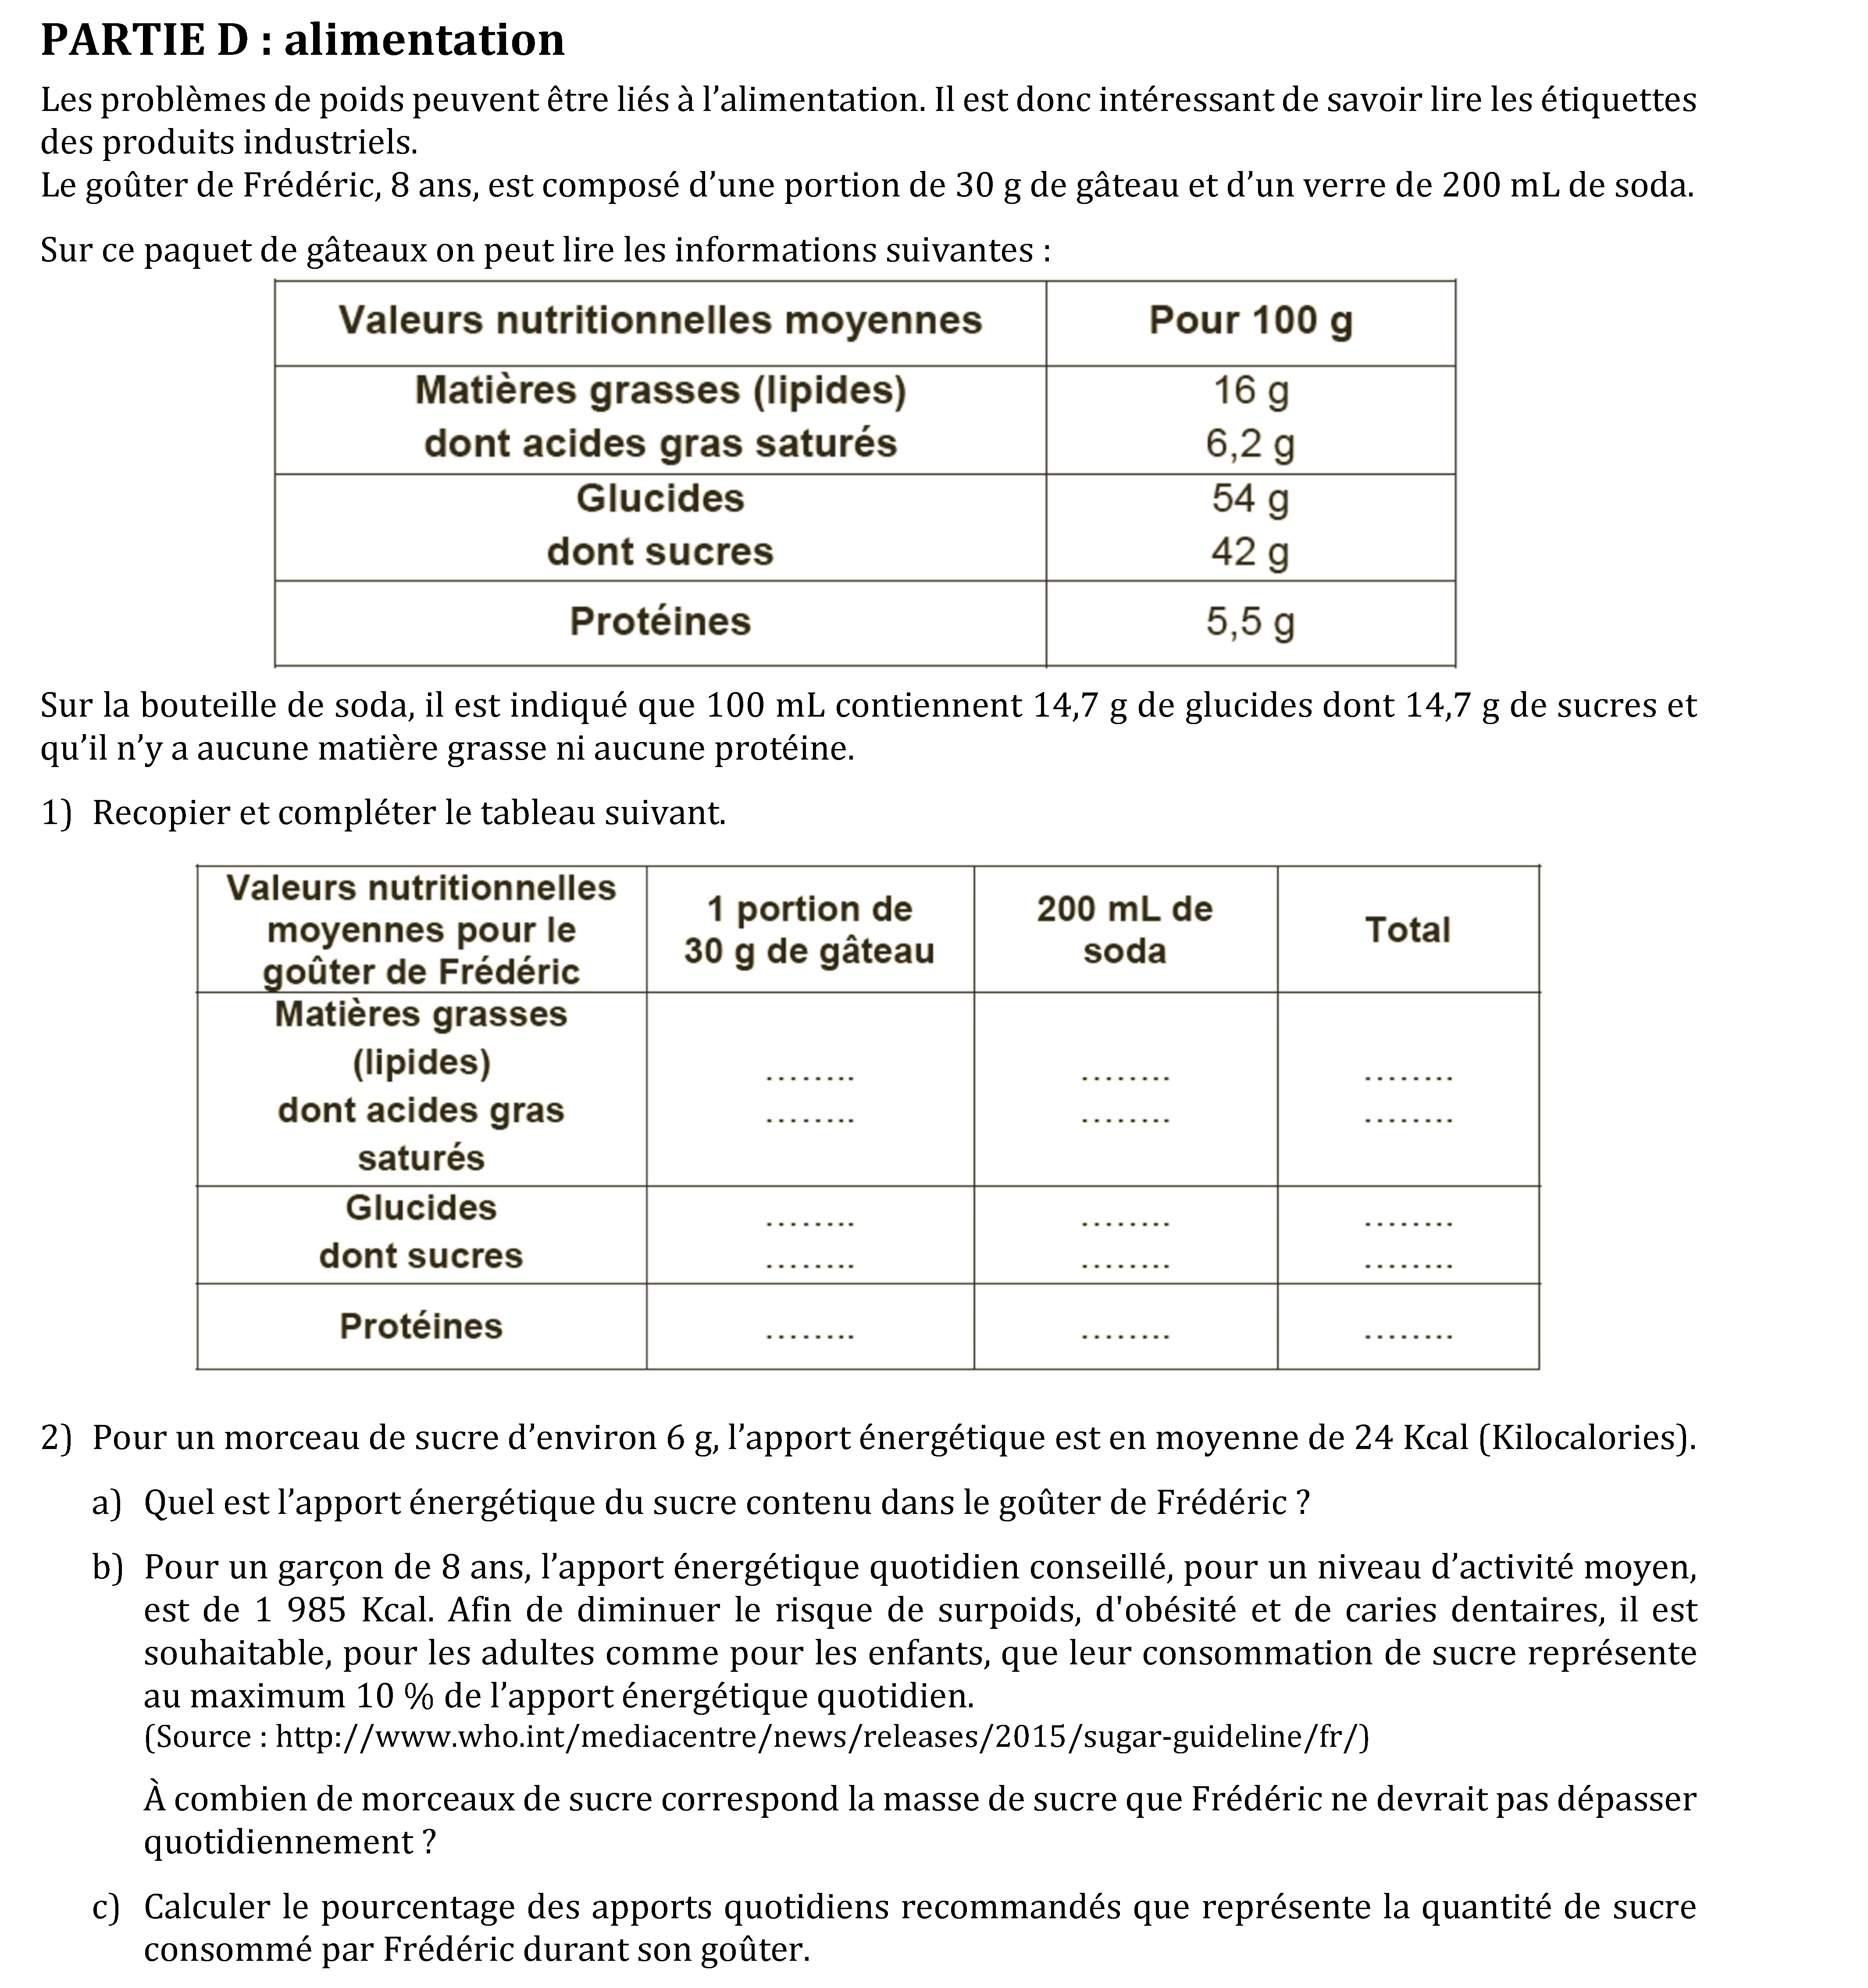 PARTIE D : alimentation
Les problèmes de poids peuvent être liés à l’alimentation. Il est donc intéressant de savoir lire les étiquettes
des produits industriels.
Le goûter de Frédéric, 8 ans, est composé d’une portion de 30 g de gâteau et d’un verre de 200 mL de soda.
Sur ce paquet de gâteaux on peut lire les informations suivantes :
Valeurs nutritionnelles moyennes Pour 100 g
Matières grasses (lipides) 16 g
dont acides gras saturés 6,2 g
Glucides 54 g
dont sucres 42 g
Protéines 5,5 g
Sur la bouteille de soda, il est indiqué que 100 mL contiennent 14,7 g de glucides dont 14,7 g de sucres et
qu’il n’y a aucune matière grasse ni aucune protéine.
1) Recopier et compléter le tableau suivant.
Valeurs nutritionnelles
moyennes pour le
goûter de Frédéric
1 portion de
30 g de gâteau
200 mL de
soda
Total
Matières grasses
(lipides)
dont acides gras
saturés
........ ........ ........
........ ........ ........
Glucides ........ ........ ........
dont sucres ........ ........ ........
Protéines ........ ........ ........
2) Pour un morceau de sucre d’environ 6 g, l’apport énergétique est en moyenne de 24 Kcal (Kilocalories).
a) Quel est l’apport énergétique du sucre contenu dans le goûter de Frédéric ?
b) Pour un garçon de 8 ans, l’apport énergétique quotidien conseillé, pour un niveau d’activité moyen,
est de 1 985 Kcal. Afin de diminuer le risque de surpoids, d'obésité et de caries dentaires, il est
souhaitable, pour les adultes comme pour les enfants, que leur consommation de sucre représente
au maximum 10 % de l’apport énergétique quotidien.
(Source : http://www.who.int/mediacentre/news/releases/2015/sugar-guideline/fr/)
À combien de morceaux de sucre correspond la masse de sucre que Frédéric ne devrait pas dépasser
quotidiennement ?
c) Calculer le pourcentage des apports quotidiens recommandés que représente la quantité de sucre
consommé par Frédéric durant son goûter.